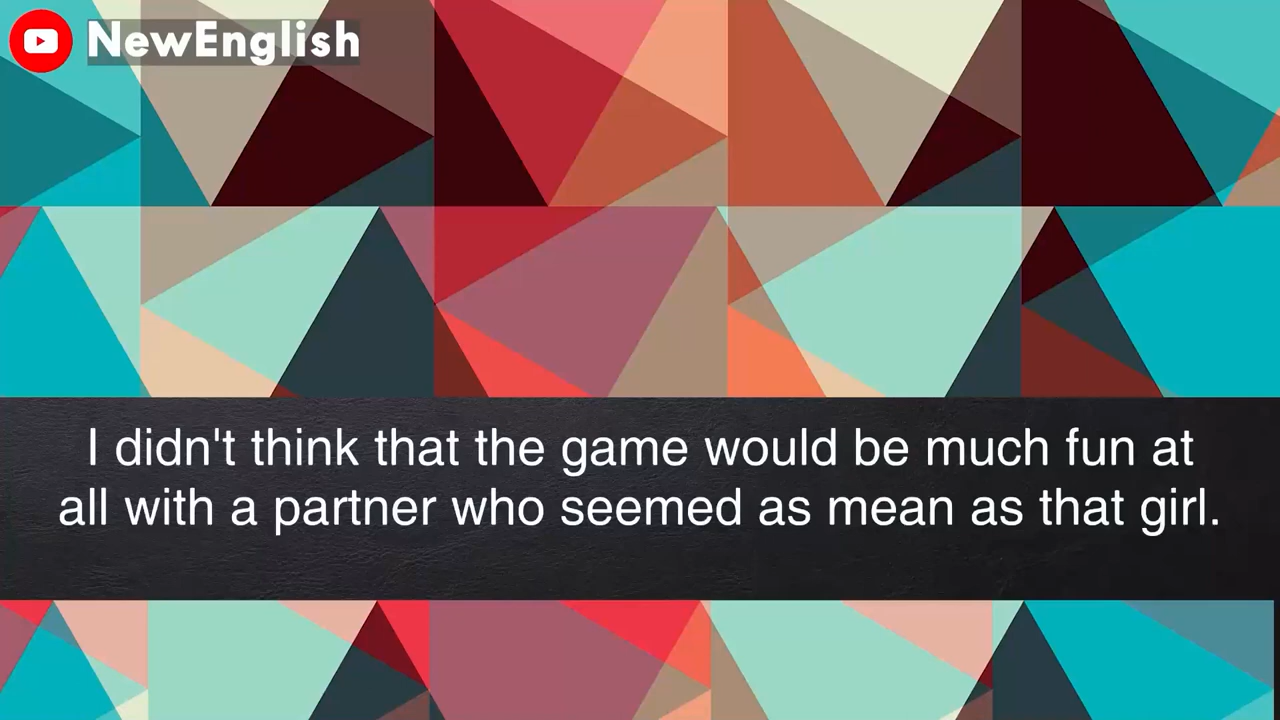 NewEnglish
I didn't think that the game would be much fun at
all with a partner who seemed as mean as that girl.